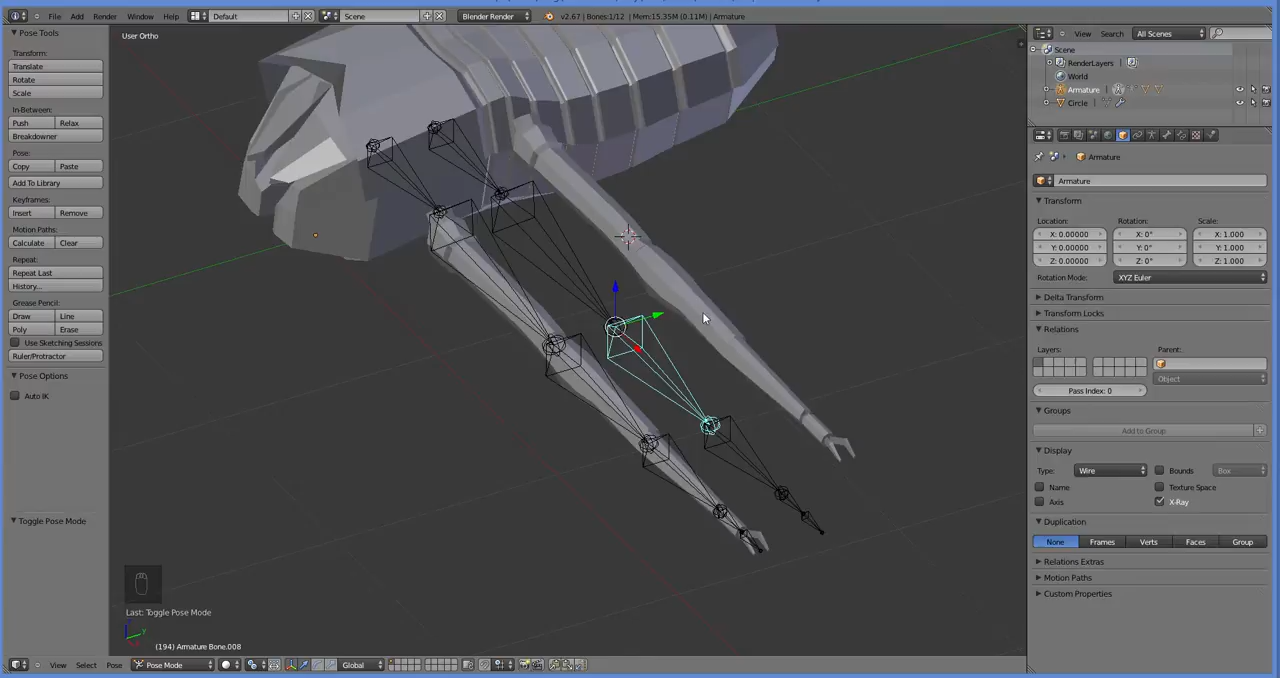 File Add Render Window Help Default Scene Blender Render v2.67 | Bones:1/12 | Mem:15.35M (0.11M) | Armature
Pose Tools
Transform:
Translate
Rotate
Scale
In-Between:
Push Relax
Breakdowner
Pose:
Copy Paste
Add To Library
Keyframes:
Insert Remove
Motion Paths:
Calculate Clear
Repeat:
Repeat Last
History...
Grease Pencil:
Draw Line
Poly Erase
Use Sketching Sessions
Ruler/Protractor
Pose Options
Auto IK
Toggle Pose Mode
User Ortho
Last: Toggle Pose Mode
(194) Armature Bone.008
View Select Pose Pose Mode Global
View Search All Scenes
Scene
RenderLayers
World
Armature
Circle
Armature
Armature
Transform
Location: Rotation: Scale:
X: 0.00000 X: 0° X: 1.000
Y: 0.00000 Y: 0° Y: 1.000
Z: 0.00000 Z: 0° Z: 1.000
Rotation Mode: XYZ Euler
Delta Transform
Transform Locks
Relations
Layers: Parent:
Object
Pass Index: 0
Groups
Add to Group
Display
Type: Wire Bounds Box
Name Texture Space
Axis X-Ray
Duplication
None Frames Verts Faces Group
Relations Extras
Motion Paths
Custom Properties